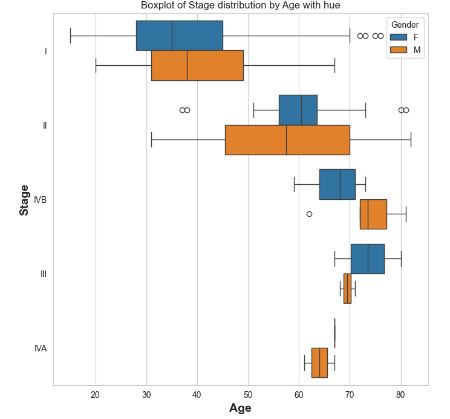 Boxplot of Stage distribution by Age with hue
Gender
F
M
I
II
IVB
III
IVA
Stage
20 30 40 50 60 70 80
Age